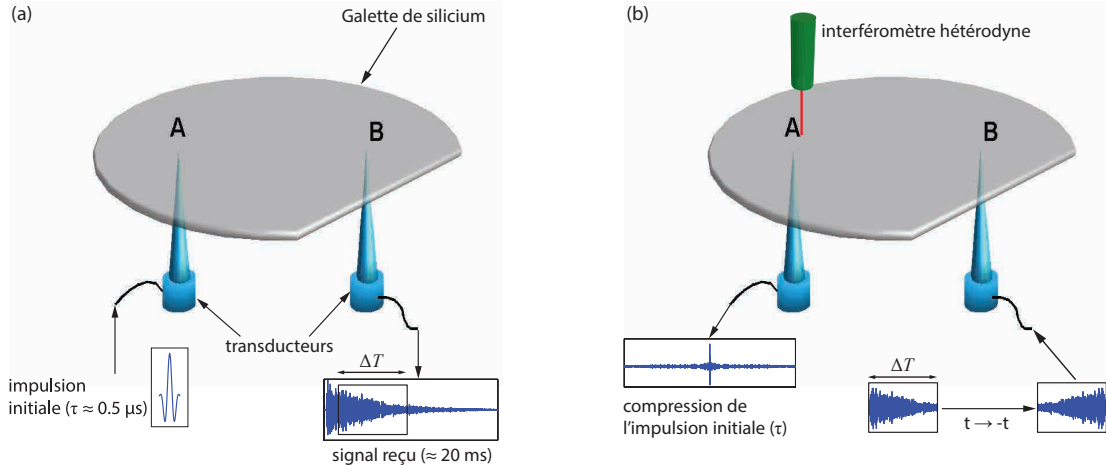 (a)
Galette de silicium
A
B
transducteurs
impulsion
initiale (τ ≈ 0.5 µs)
ΔT
signal reçu (≈ 20 ms)
(b)
interféromètre hétérodyne
A
B
compression de
l'impulsion initiale (τ)
ΔT
t → -t